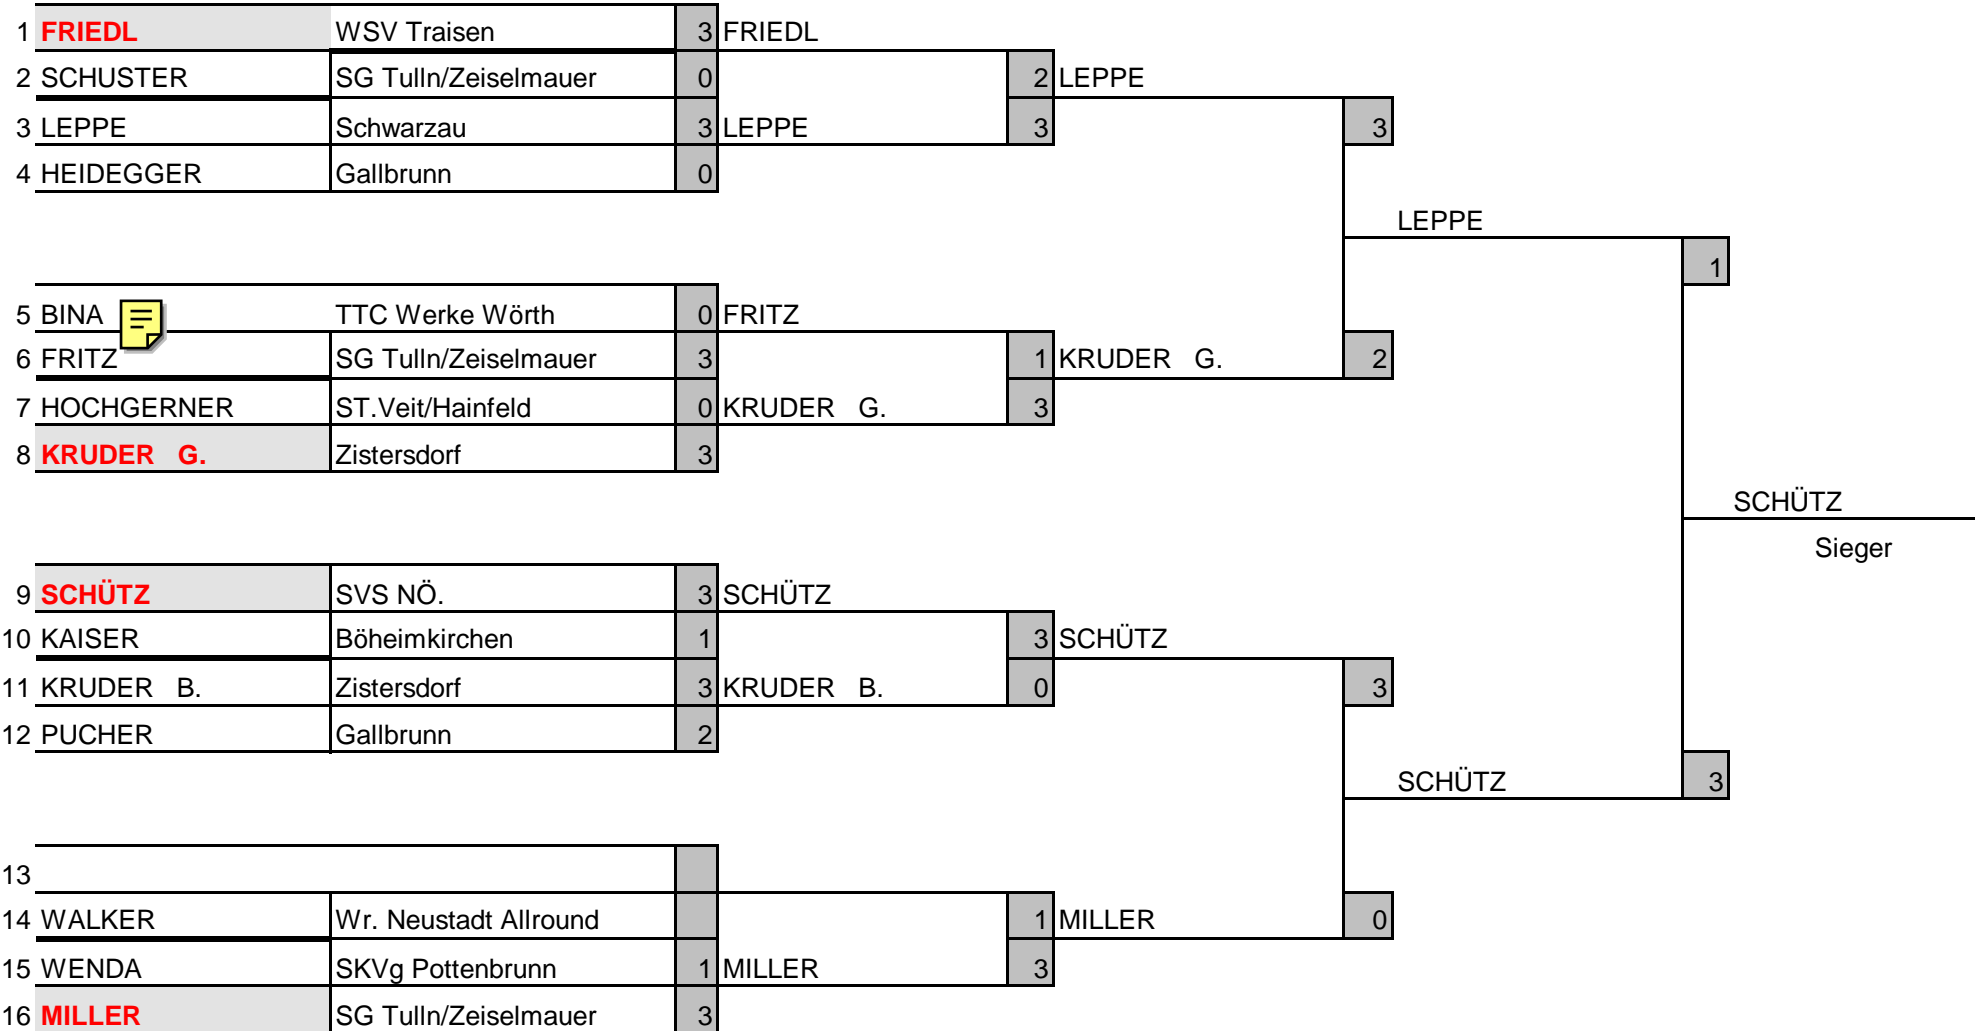 1 FRIEDL WSV Traisen 3 FRIEDL
2 SCHUSTER SG Tulln/Zeiselmauer 0 2 LEPPE
3 LEPPE Schwarzau 3 LEPPE 3 3
4 HEIDEGGER Gallbrunn 0
LEPPE
1
5 BINA TTC Werke Wörth 0 FRITZ
6 FRITZ SG Tulln/Zeiselmauer 3 1 KRUDER G. 2
7 HOCHGERNER ST.Veit/Hainfeld 0 KRUDER G. 3
8 KRUDER G. Zistersdorf 3
SCHÜTZ
Sieger
9 SCHÜTZ SVS NÖ. 3 SCHÜTZ
10 KAISER Böheimkirchen 1 3 SCHÜTZ
11 KRUDER B. Zistersdorf 3 KRUDER B. 0 3
12 PUCHER Gallbrunn 2
SCHÜTZ 3
13
14 WALKER Wr. Neustadt Allround 1 MILLER 0
15 WENDA SKVg Pottenbrunn 1 MILLER 3
16 MILLER SG Tulln/Zeiselmauer 3